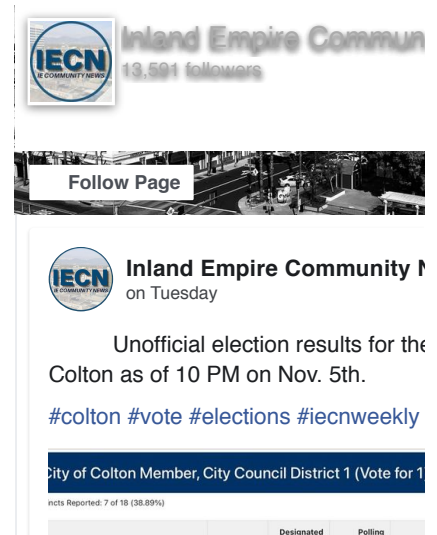 IECN
IE COMMUNITY NEWS
Inland Empire Commun
13,591 followers
Follow Page
IECN
IE COMMUNITY NEWS
Inland Empire Community N
on Tuesday
Unofficial election results for the
Colton as of 10 PM on Nov. 5th.
#colton #vote #elections #iecnweekly
City of Colton Member, City Council District 1 (Vote for 1
ncts Reported: 7 of 18 (38.89%)
Designated Polling